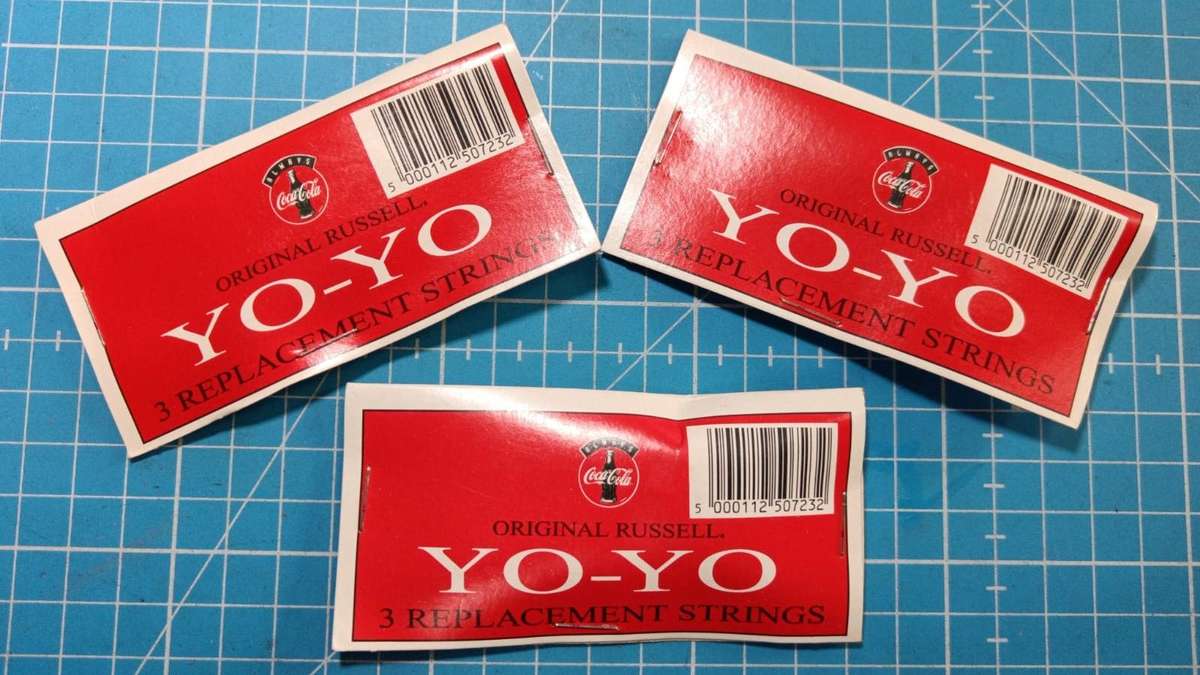 5 000112 507232
ALWAYS
Coca-Cola
ORIGINAL RUSSELL®
YO-YO
3 REPLACEMENT STRINGS
ALWAYS
Coca-Cola
5 000112 507232
ORIGINAL RUSSELL®
YO-YO
3 REPLACEMENT STRINGS
ALWAYS
Coca-Cola
5 000112 507232
ORIGINAL RUSSELL®
YO-YO
3 REPLACEMENT STRINGS